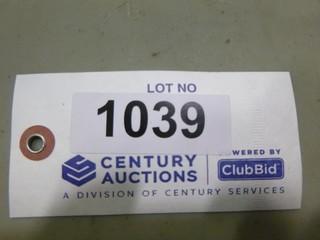 LOT NO
1039
CENTURY AUCTIONS
WERED BY
ClubBid
A DIVISION OF CENTURY SERVICES